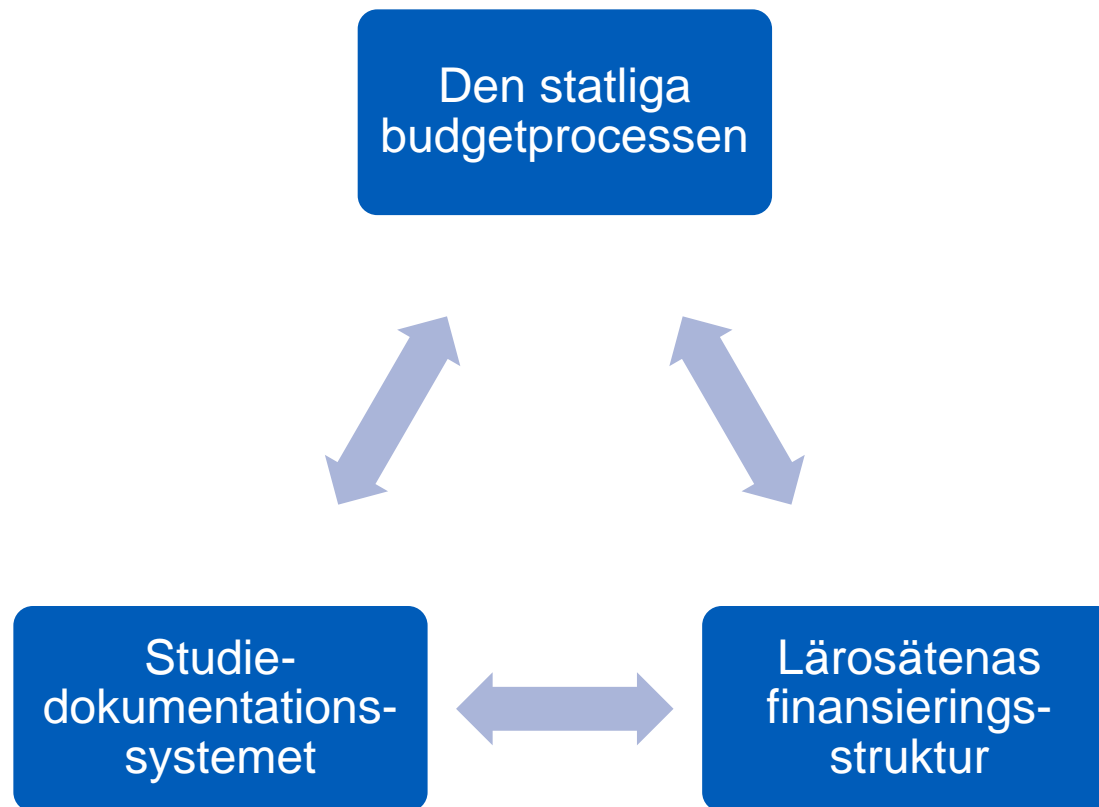 Den statliga
budgetprocessen
Studie-
dokumentations-
systemet
Lärosätenas
finansierings-
struktur